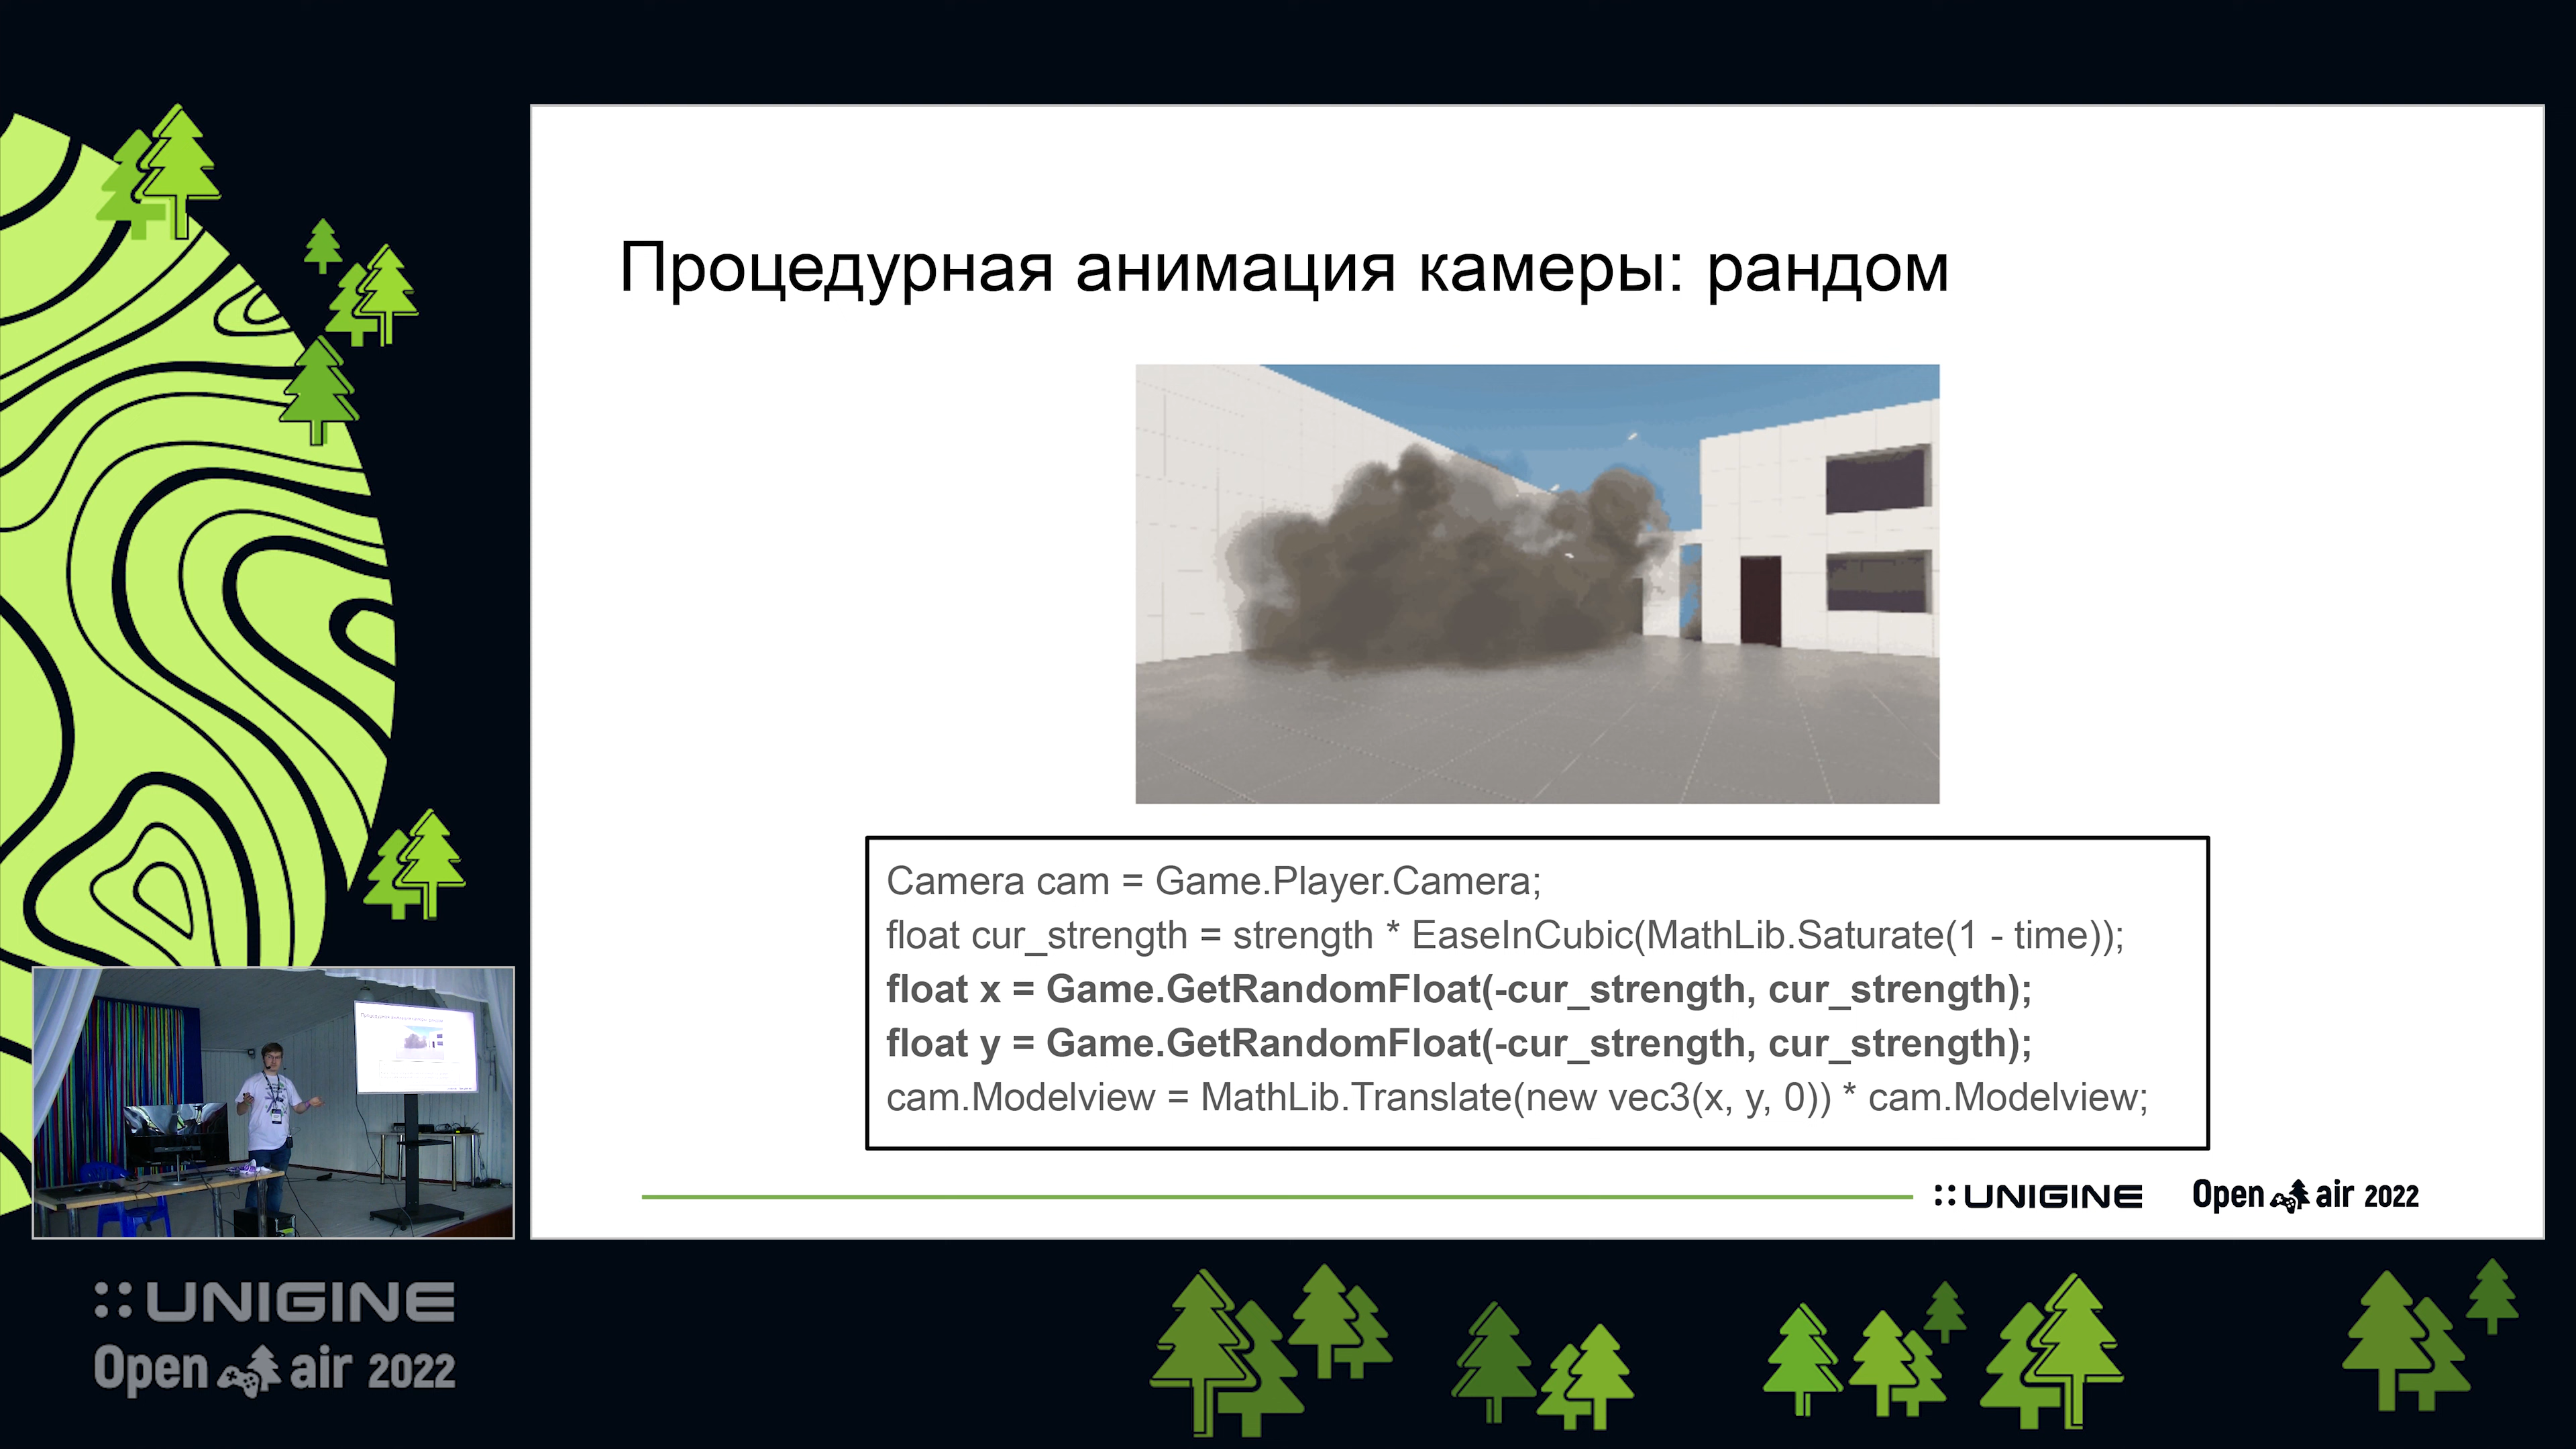 Процедурная анимация камеры: рандом
Camera cam = Game.Player.Camera;
float cur_strength = strength * EaseInCubic(MathLib.Saturate(1 - time));
float x = Game.GetRandomFloat(-cur_strength, cur_strength);
float y = Game.GetRandomFloat(-cur_strength, cur_strength);
cam.Modelview = MathLib.Translate(new vec3(x, y, 0)) * cam.Modelview;
UNIGINE Open air 2022
UNIGINE
Open air 2022